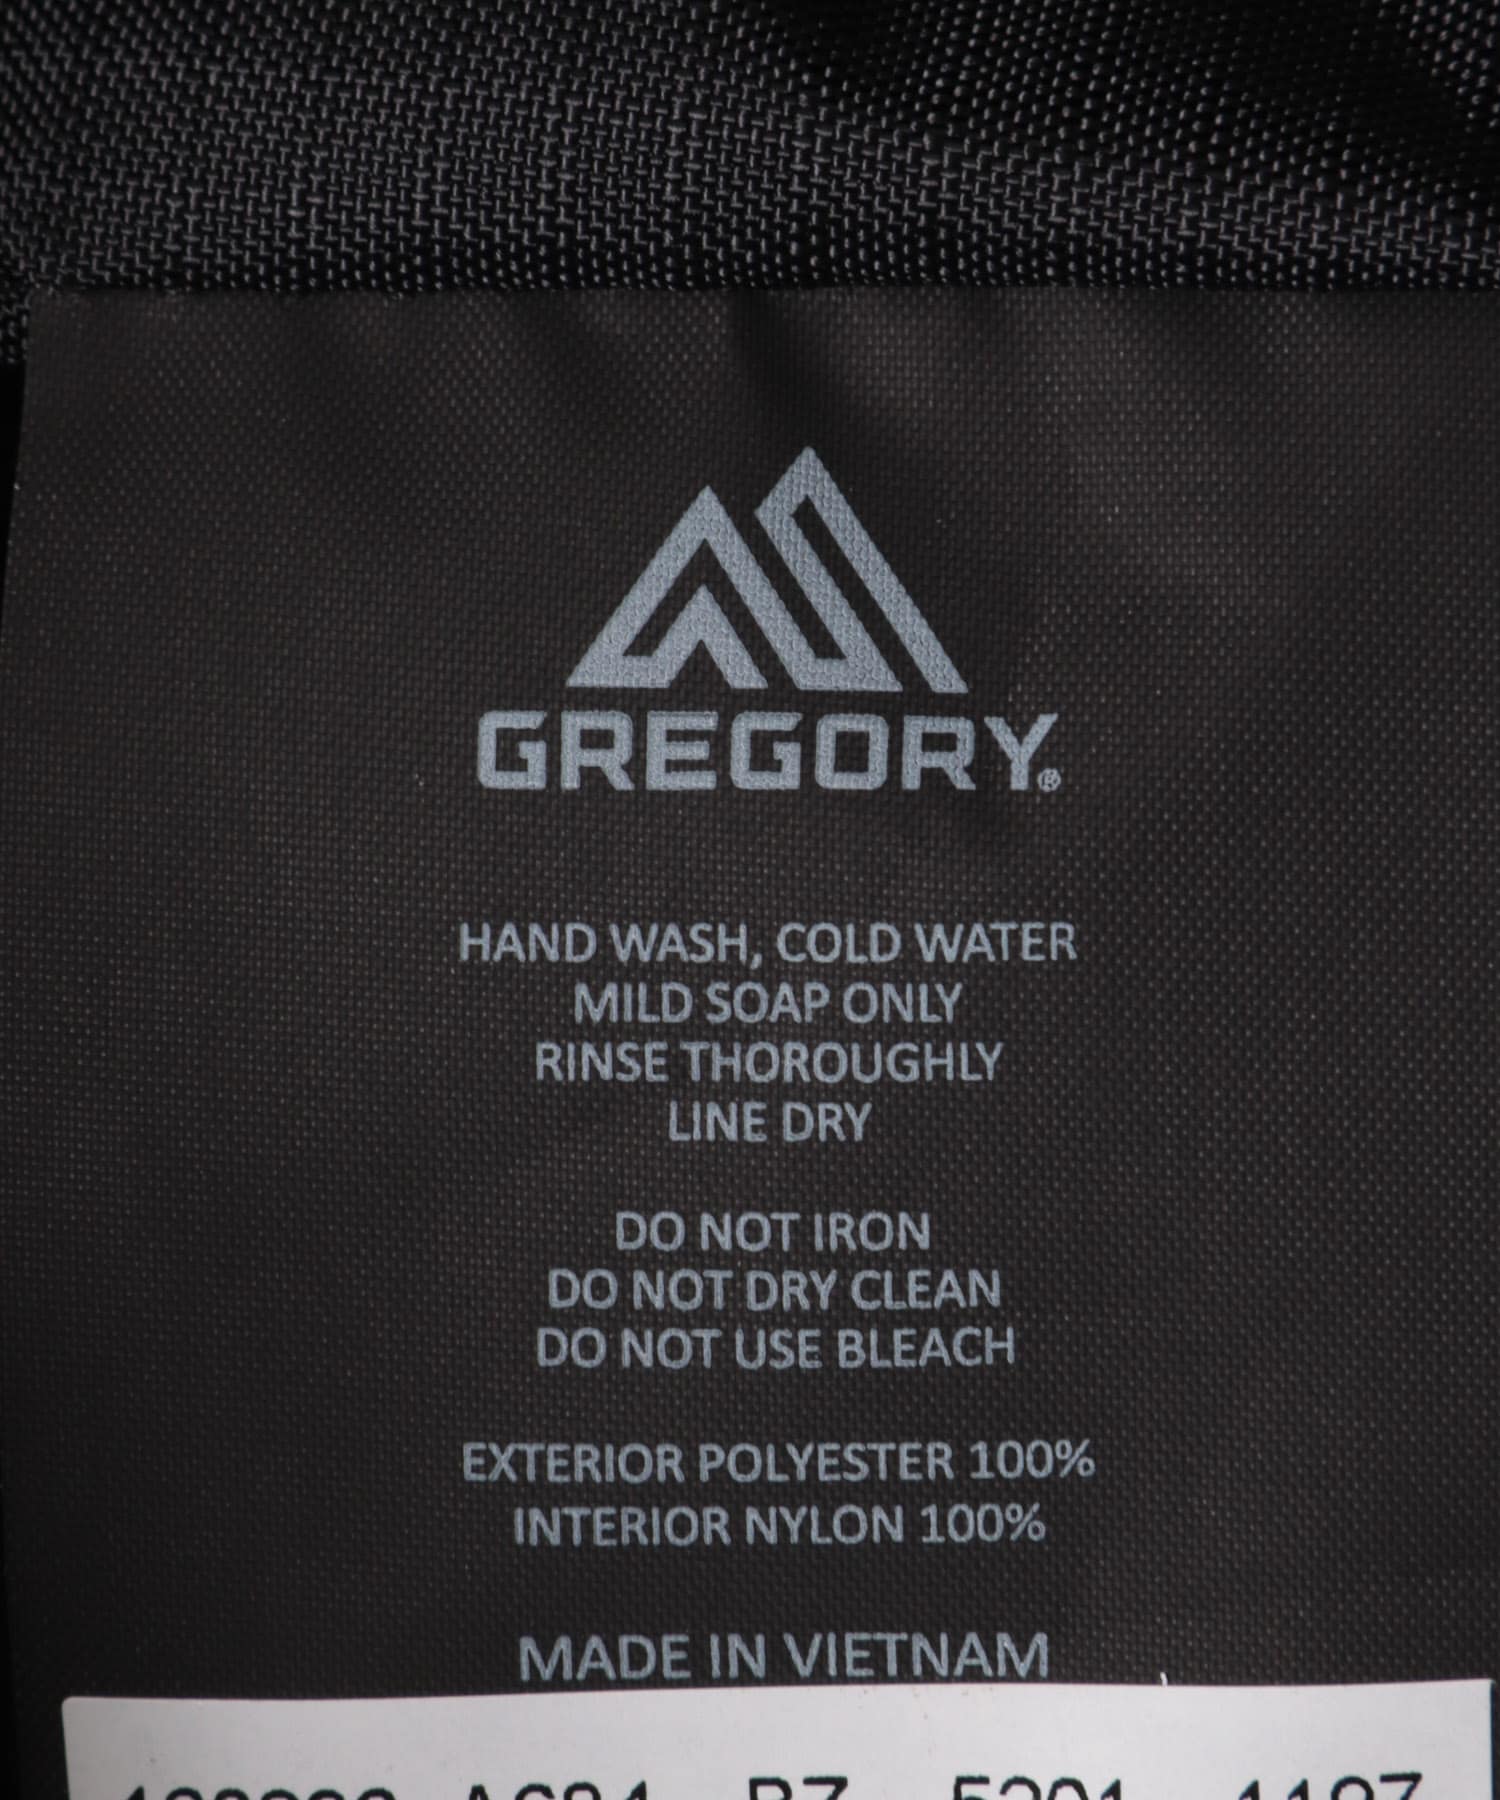 GREGORY®
HAND WASH, COLD WATER
MILD SOAP ONLY
RINSE THOROUGHLY
LINE DRY
DO NOT IRON
DO NOT DRY CLEAN
DO NOT USE BLEACH
EXTERIOR POLYESTER 100%
INTERIOR NYLON 100%
MADE IN VIETNAM